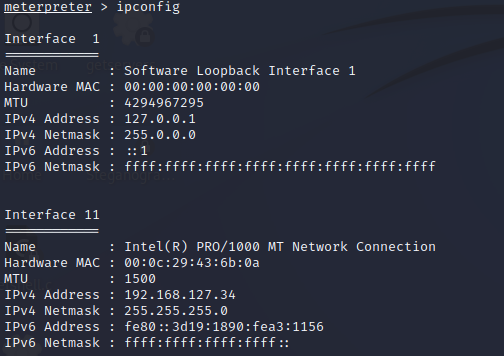 meterpreter > ipconfig
Interface  1
============
Name         : Software Loopback Interface 1
Hardware MAC : 00:00:00:00:00:00
MTU          : 4294967295
IPv4 Address : 127.0.0.1
IPv4 Netmask : 255.0.0.0
IPv6 Address : ::1
IPv6 Netmask : ffff:ffff:ffff:ffff:ffff:ffff:ffff:ffff
Interface 11
============
Name         : Intel(R) PRO/1000 MT Network Connection
Hardware MAC : 00:0c:29:43:6b:0a
MTU          : 1500
IPv4 Address : 192.168.127.34
IPv4 Netmask : 255.255.255.0
IPv6 Address : fe80::3d19:1890:fea3:1156
IPv6 Netmask : ffff:ffff:ffff:ffff::